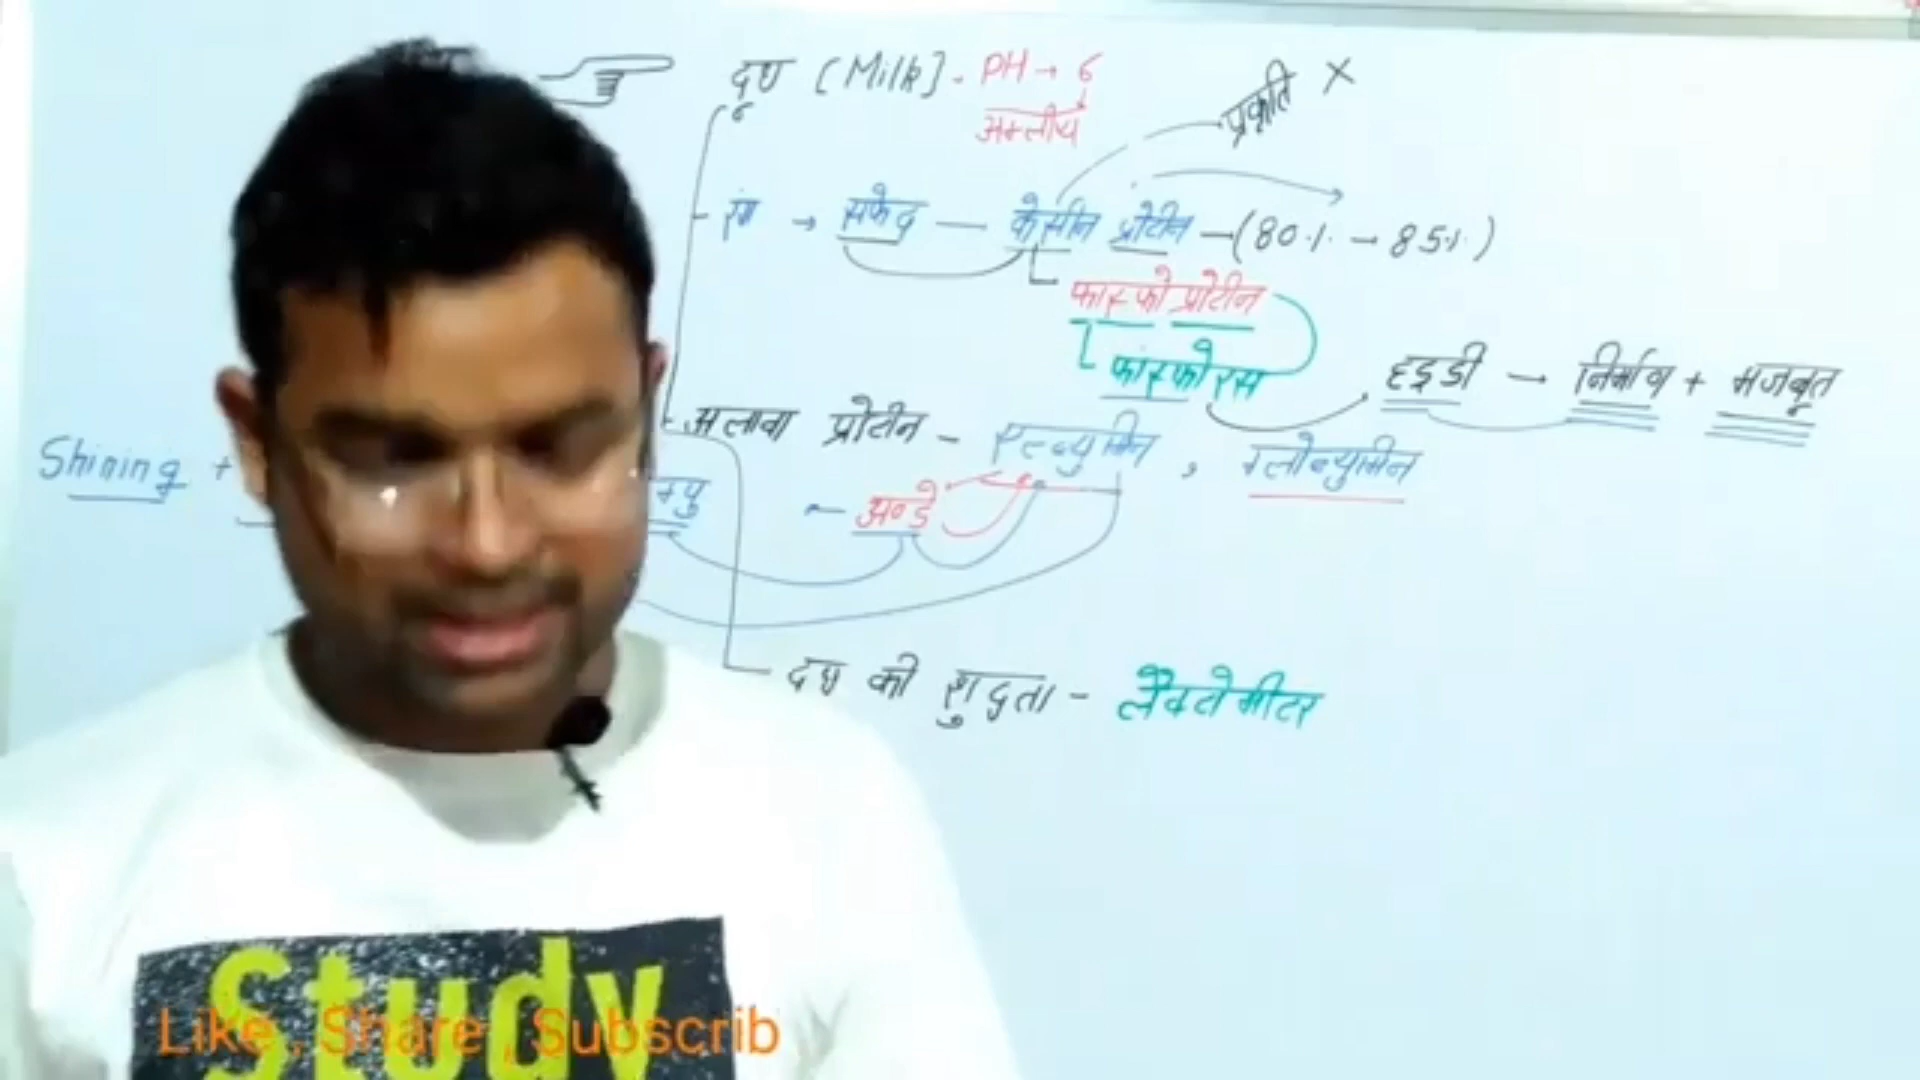 दूध (Milk). PH → 6
अम्लीय
प्रकृति X
रंग → सफेद — केसीन प्रोटीन — (80% — 85%)
फास्फो प्रोटीन
फास्फोरस
हड्डी → निर्माण + मजबूत
अलावा प्रोटीन - एल्ब्युमिन , ग्लोब्युमीन
Shining +
म्पु - अण्डे
दूध की शुद्धता - लैक्टोमीटर
Study
Like , Share , Subscrib